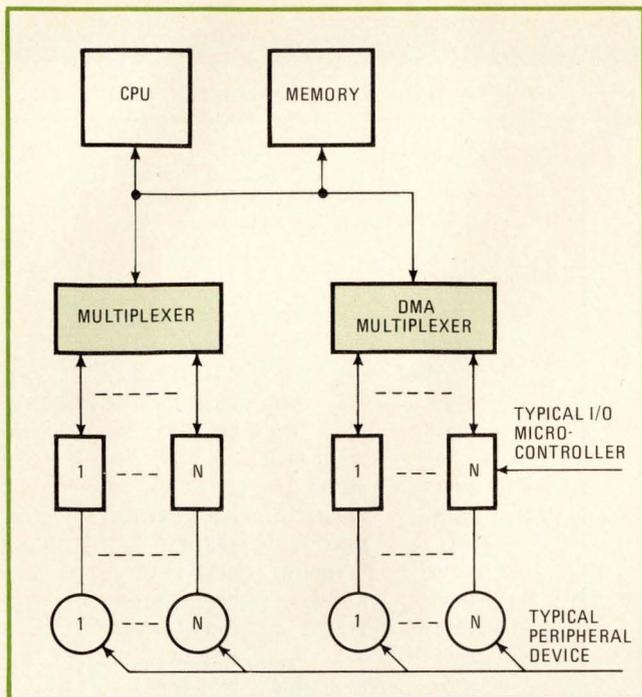 CPU
MEMORY
MULTIPLEXER
DMA
MULTIPLEXER
TYPICAL I/O
MICRO-
CONTROLLER
1
N
1
N
1
N
1
N
TYPICAL
PERIPHERAL
DEVICE